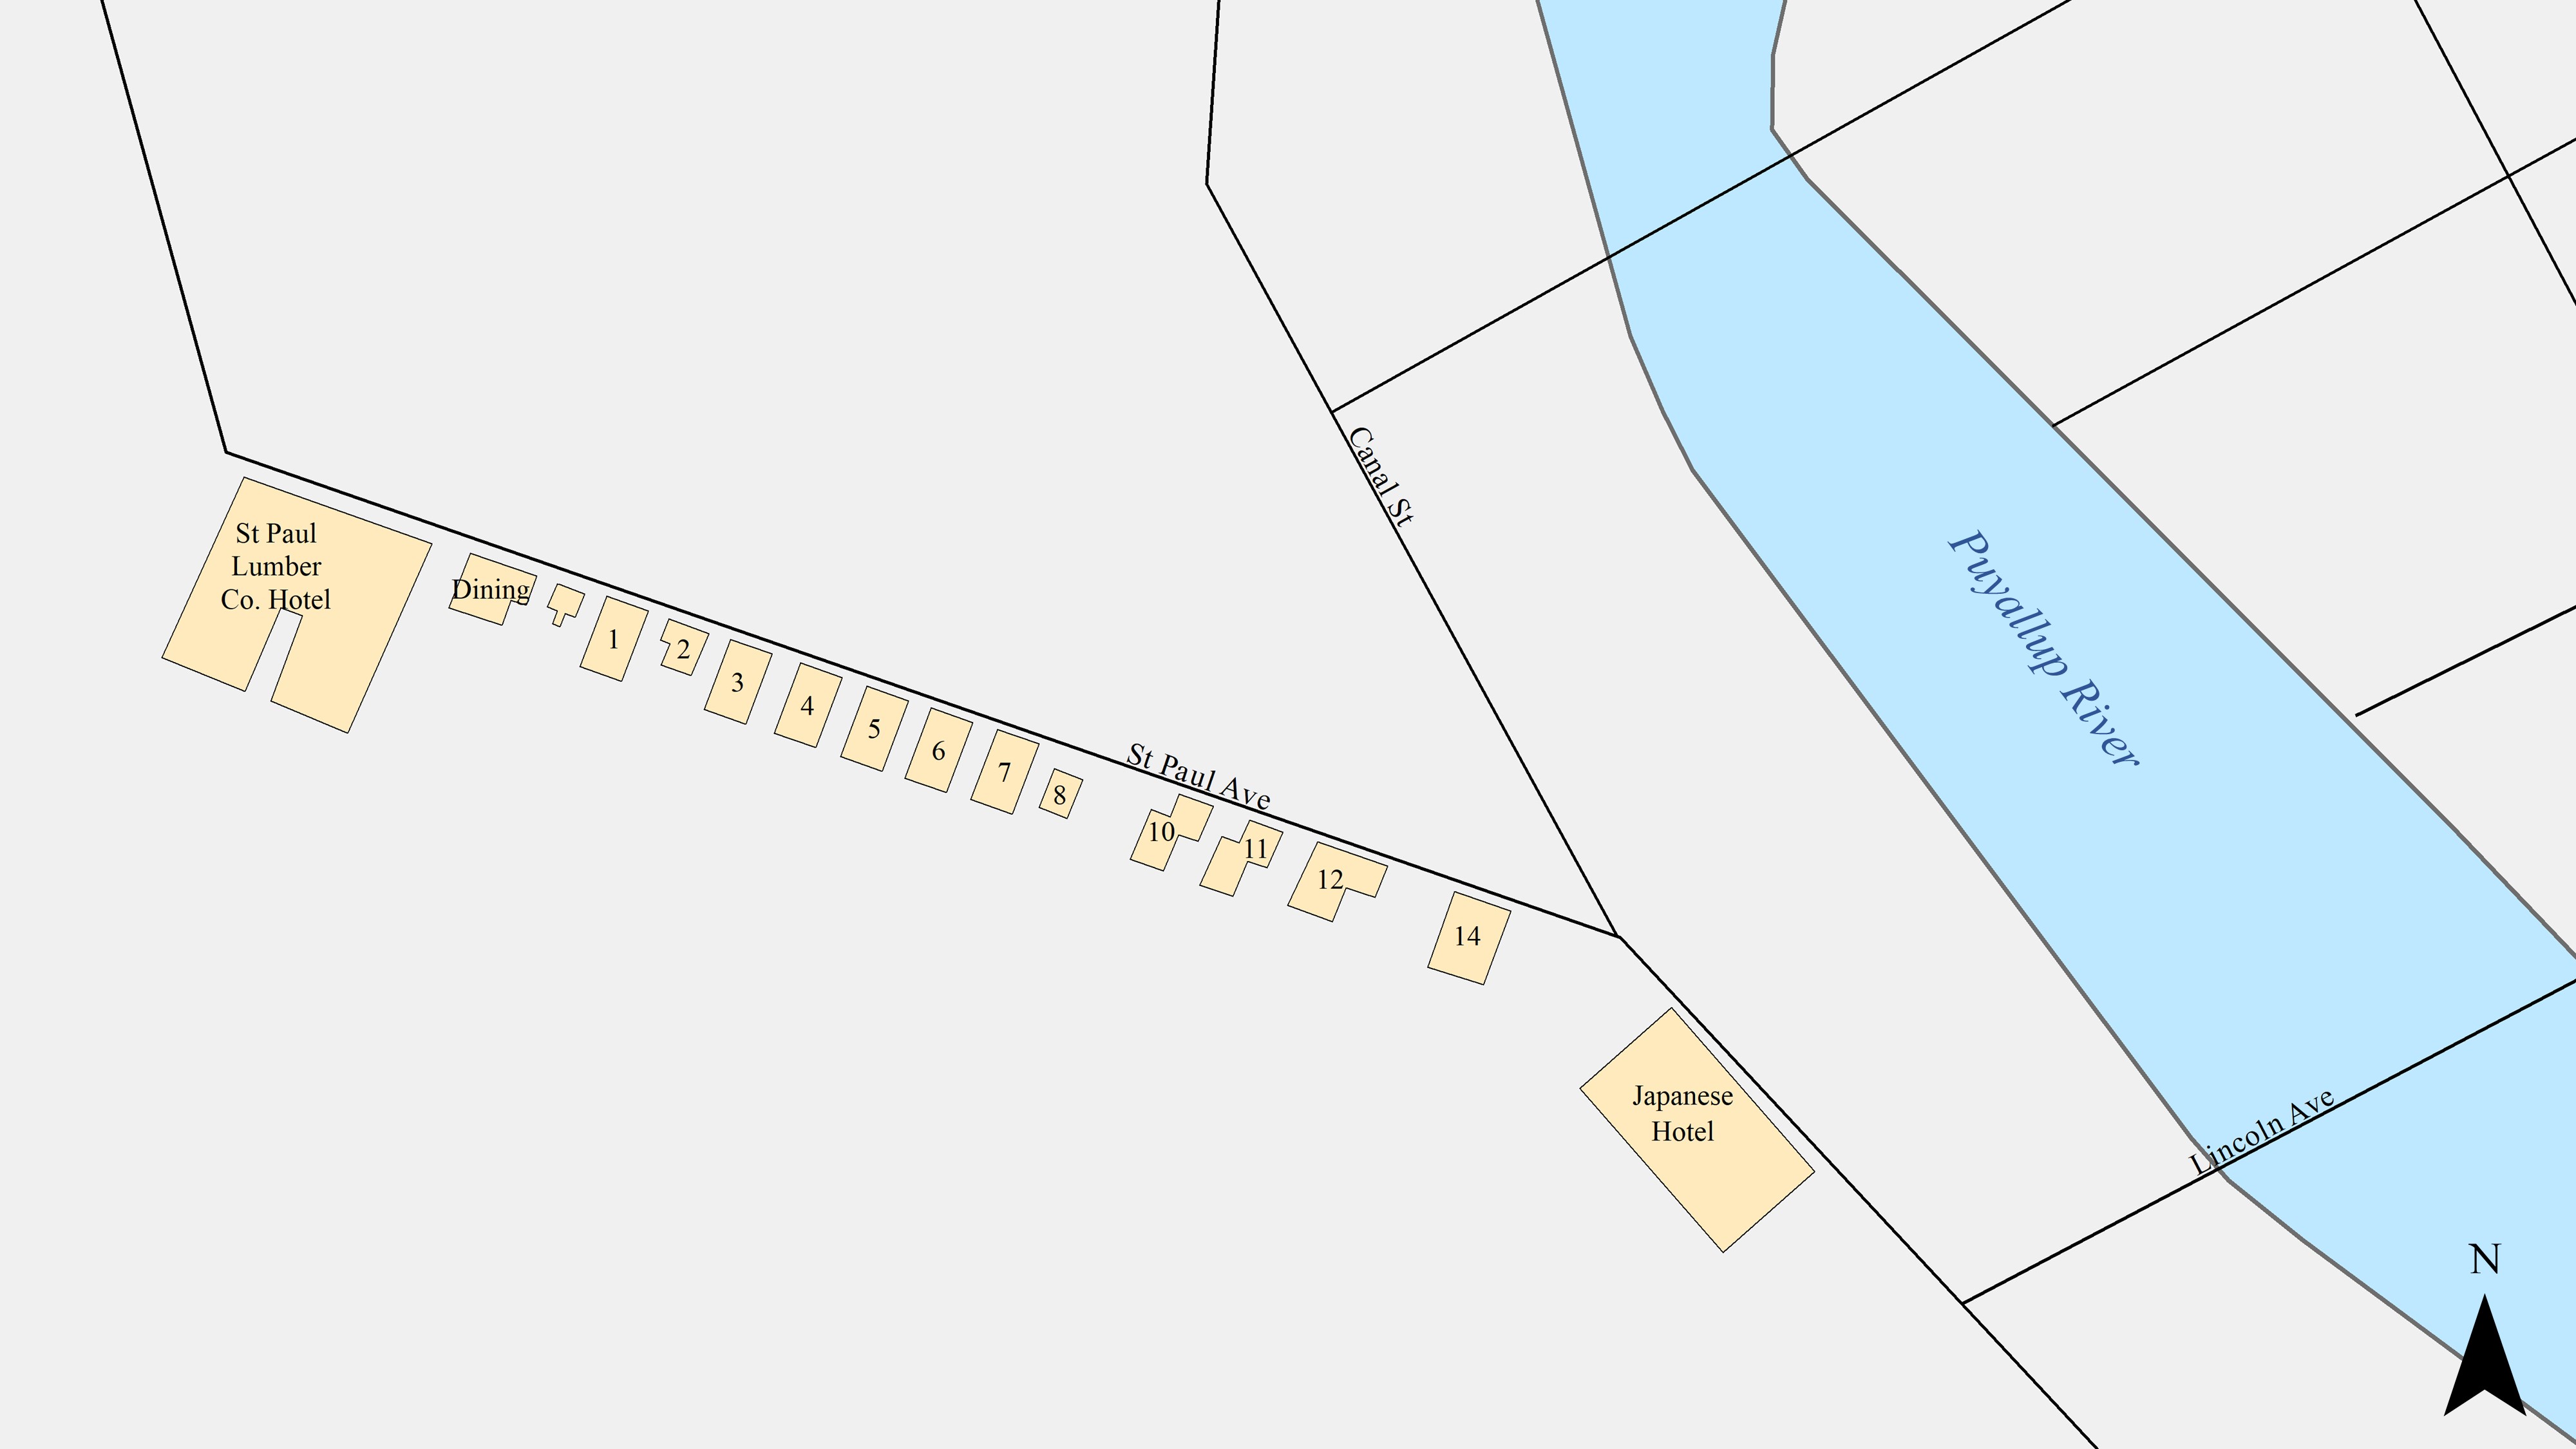 Canal St
St Paul
Lumber
Co. Hotel
Dining
1
2
3
4
5
6
7
8
St Paul Ave
10
11
12
14
Puyallup River
Japanese
Hotel
Lincoln Ave
N